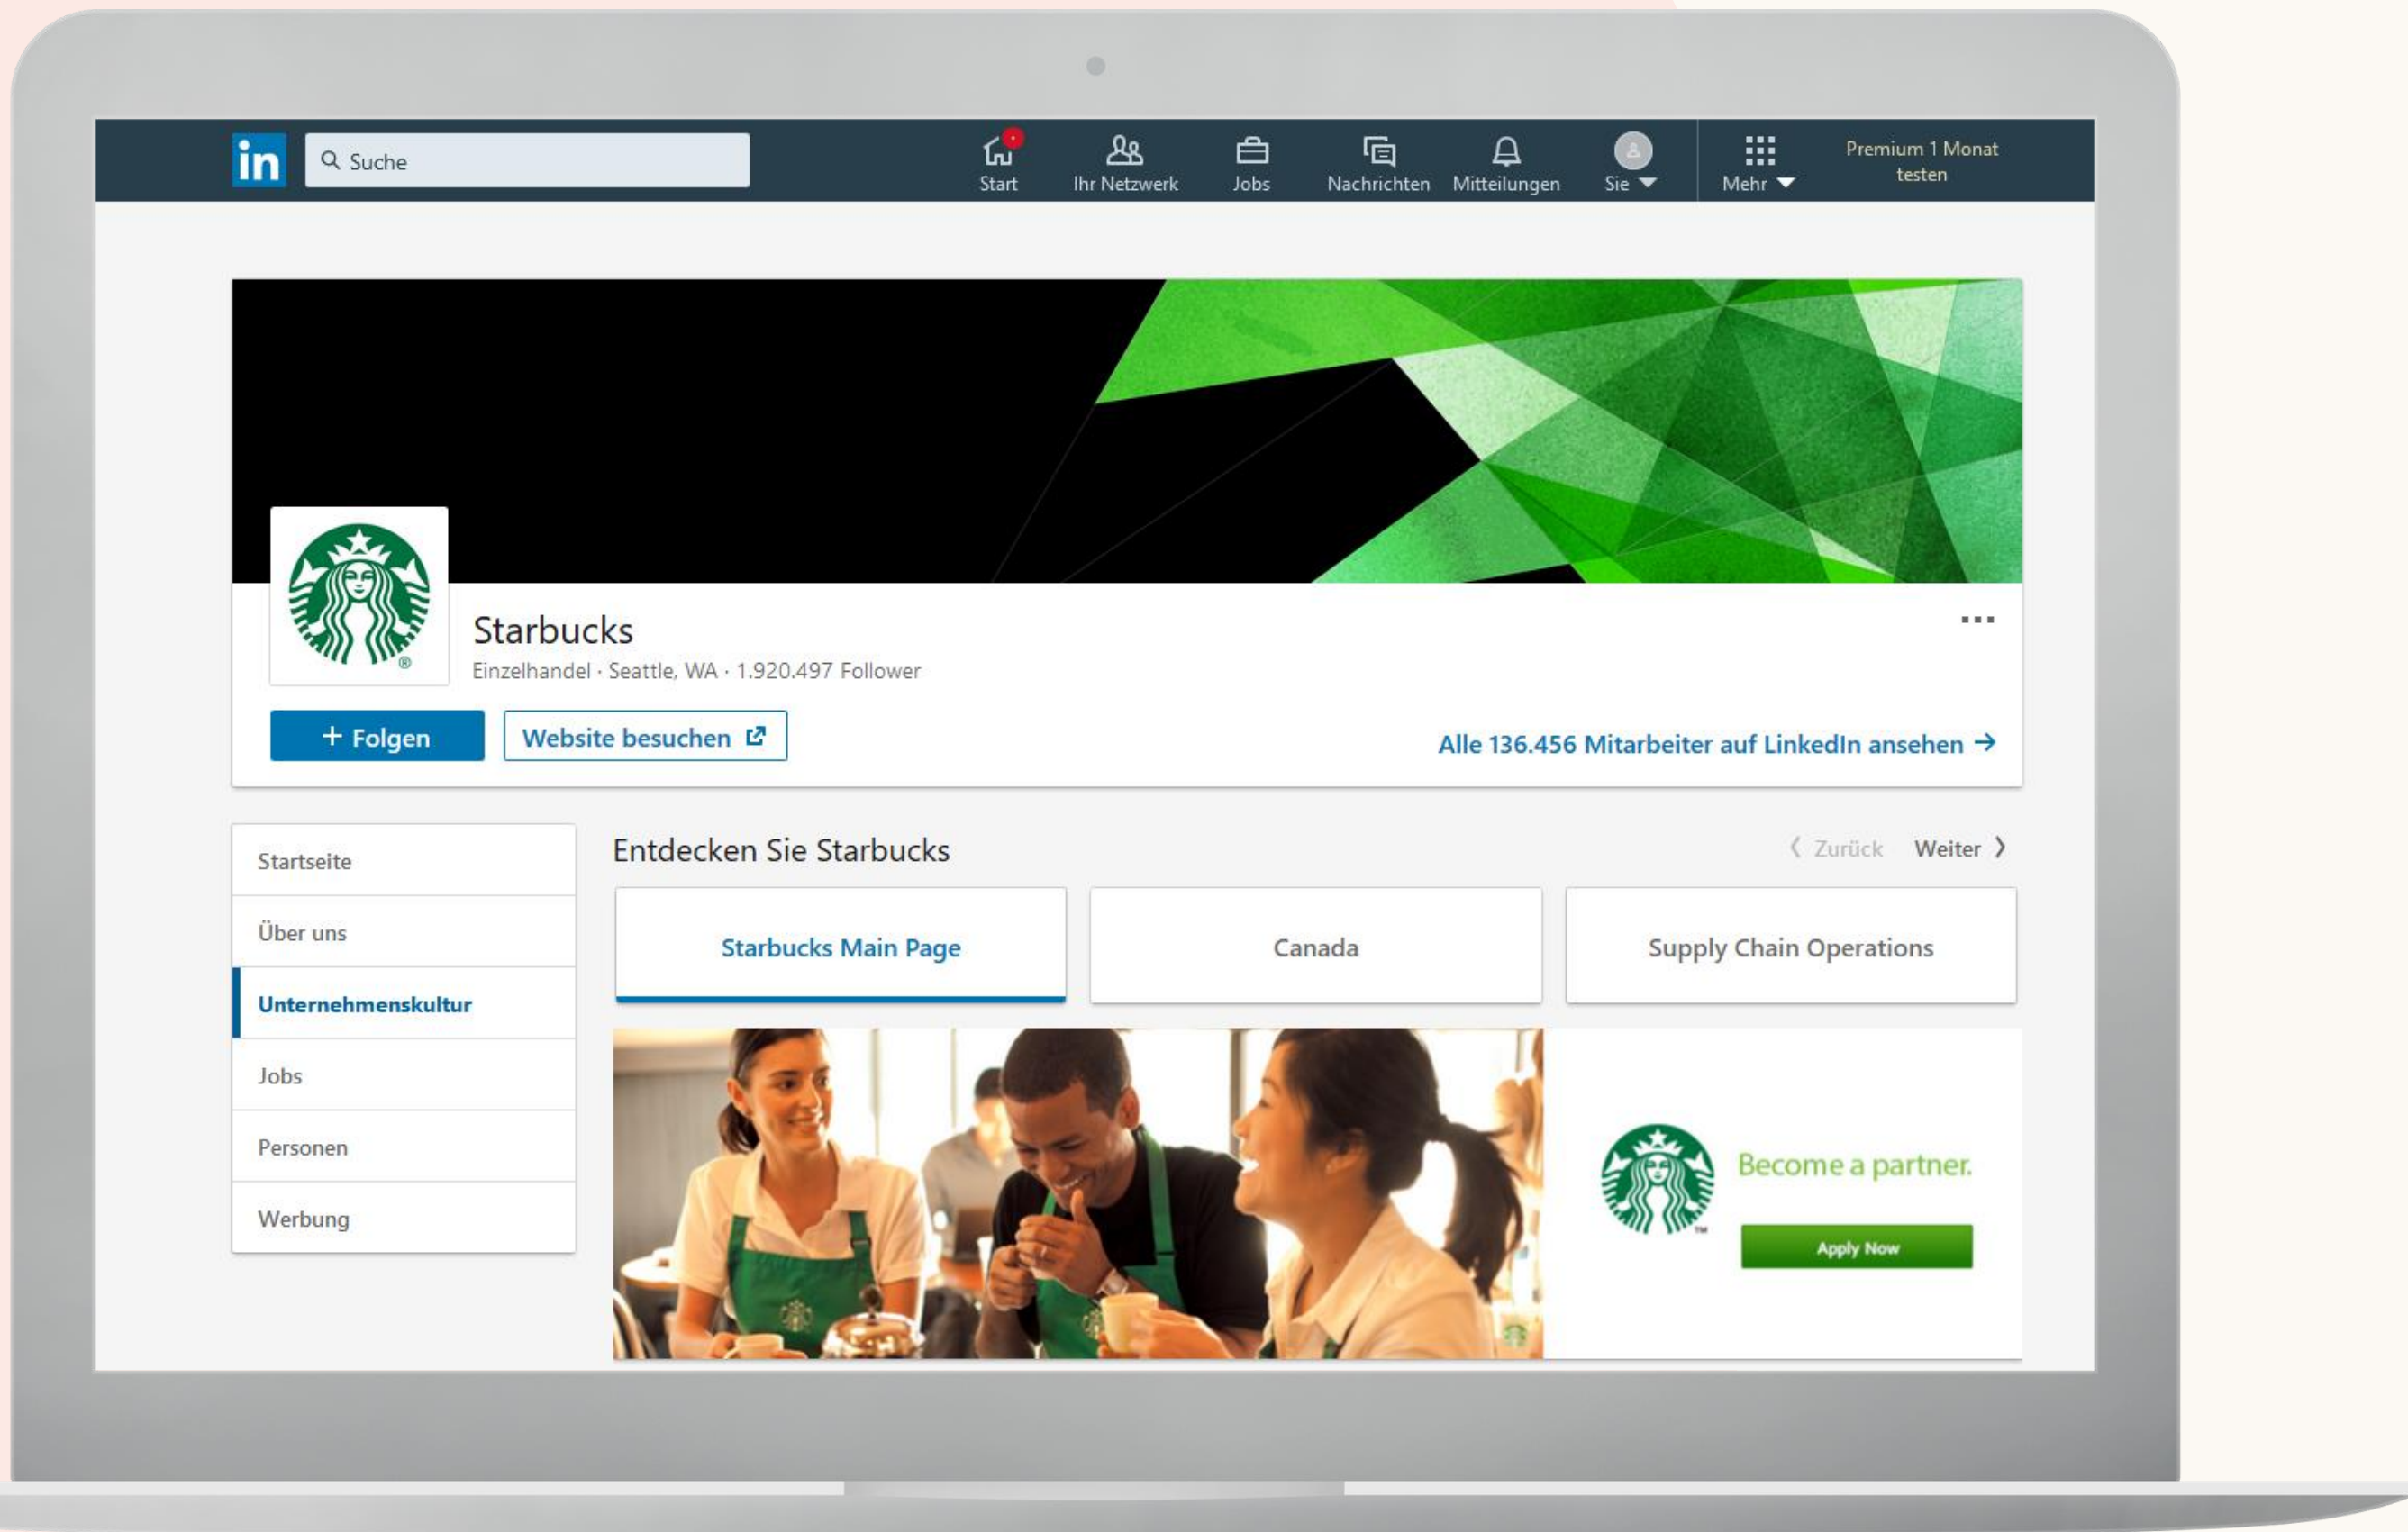 in
Suche
Start
Ihr Netzwerk
Jobs
Nachrichten
Mitteilungen
Sie
Mehr
Premium 1 Monat
testen
Starbucks
Einzelhandel · Seattle, WA · 1.920.497 Follower
+ Folgen
Website besuchen
Alle 136.456 Mitarbeiter auf LinkedIn ansehen →
Startseite
Über uns
Unternehmenskultur
Jobs
Personen
Werbung
Entdecken Sie Starbucks
Zurück
Weiter
Starbucks Main Page
Canada
Supply Chain Operations
Become a partner.
TM
Apply Now